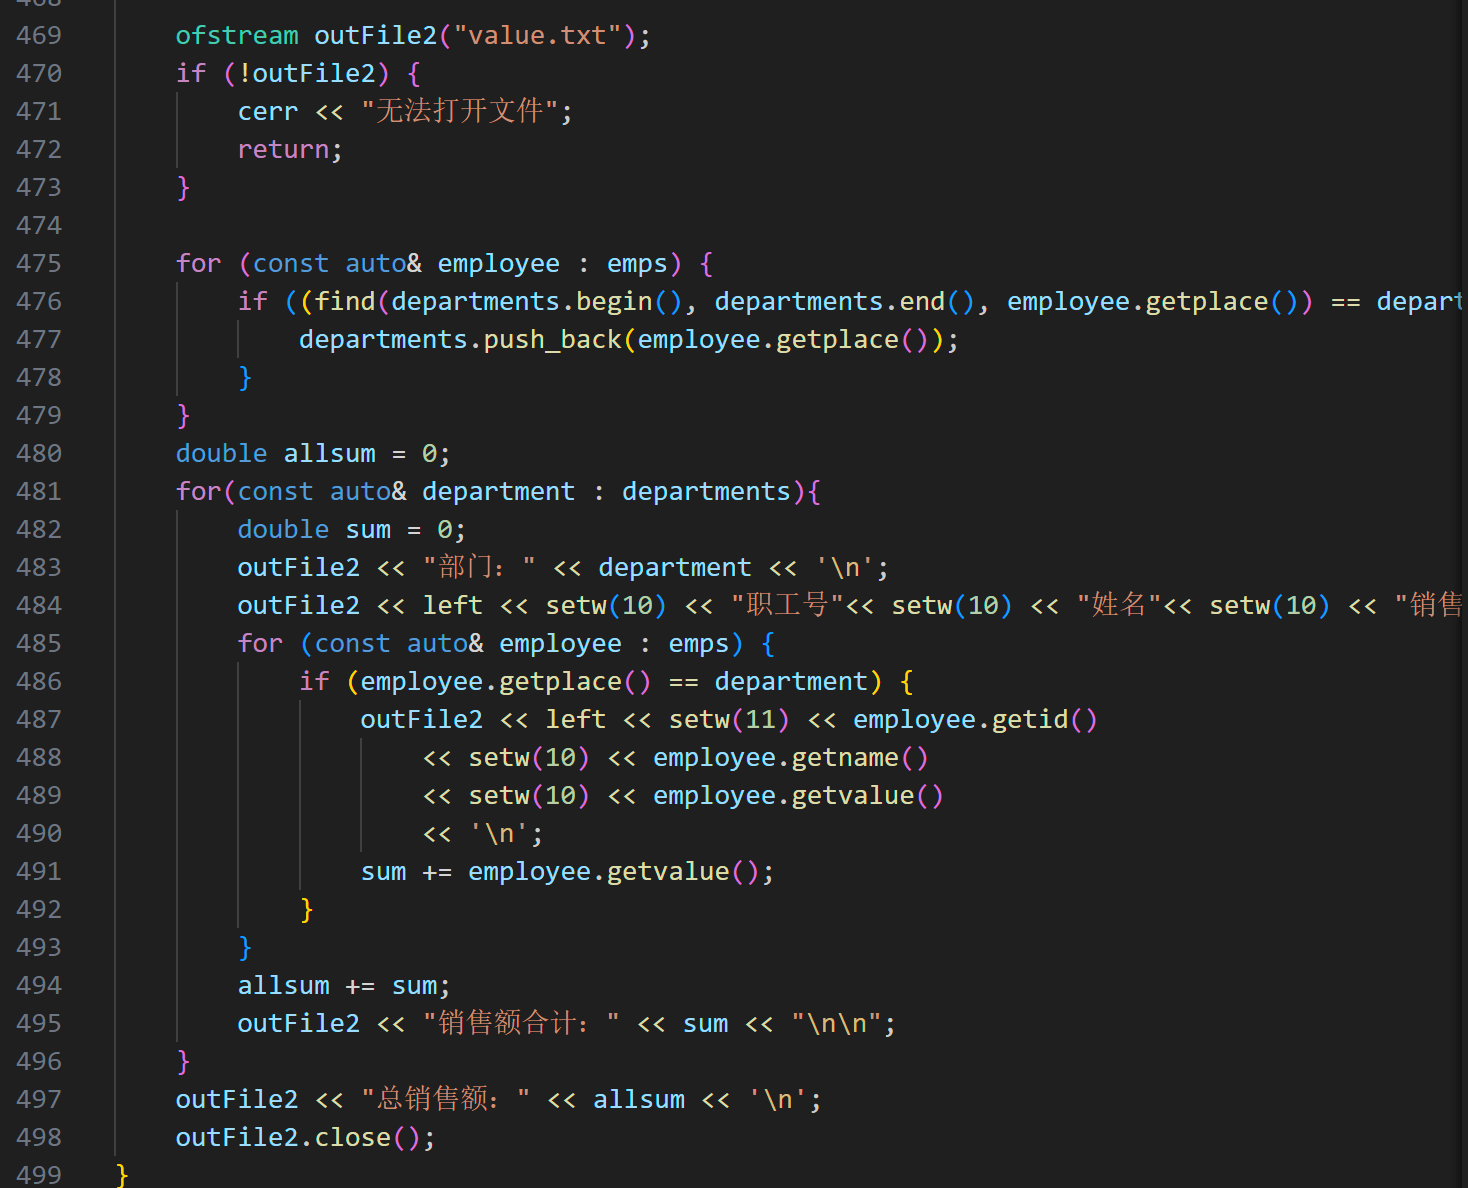 469 ofstream outFile2("value.txt");
470 if (!outFile2) {
471 cerr << "无法打开文件";
472 return;
473 }
474
475 for (const auto& employee : emps) {
476 if ((find(departments.begin(), departments.end(), employee.getplace()) == depart
477 departments.push_back(employee.getplace());
478 }
479 }
480 double allsum = 0;
481 for(const auto& department : departments){
482 double sum = 0;
483 outFile2 << "部门：" << department << '\n';
484 outFile2 << left << setw(10) << "职工号"<< setw(10) << "姓名"<< setw(10) << "销售
485 for (const auto& employee : emps) {
486 if (employee.getplace() == department) {
487 outFile2 << left << setw(11) << employee.getid()
488 << setw(10) << employee.getname()
489 << setw(10) << employee.getvalue()
490 << '\n';
491 sum += employee.getvalue();
492 }
493 }
494 allsum += sum;
495 outFile2 << "销售额合计：" << sum << "\n\n";
496 }
497 outFile2 << "总销售额：" << allsum << '\n';
498 outFile2.close();
499 }